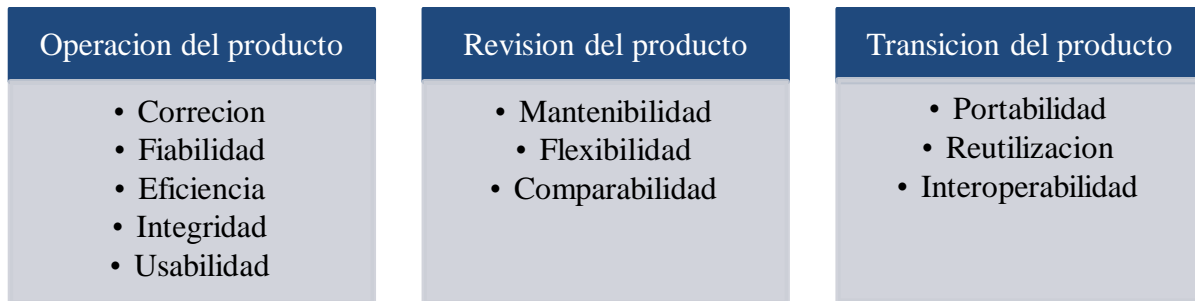 Operacion del producto
• Correcion
• Fiabilidad
• Eficiencia
• Integridad
• Usabilidad
Revision del producto
• Mantenibilidad
• Flexibilidad
• Comparabilidad
Transicion del producto
• Portabilidad
• Reutilizacion
• Interoperabilidad